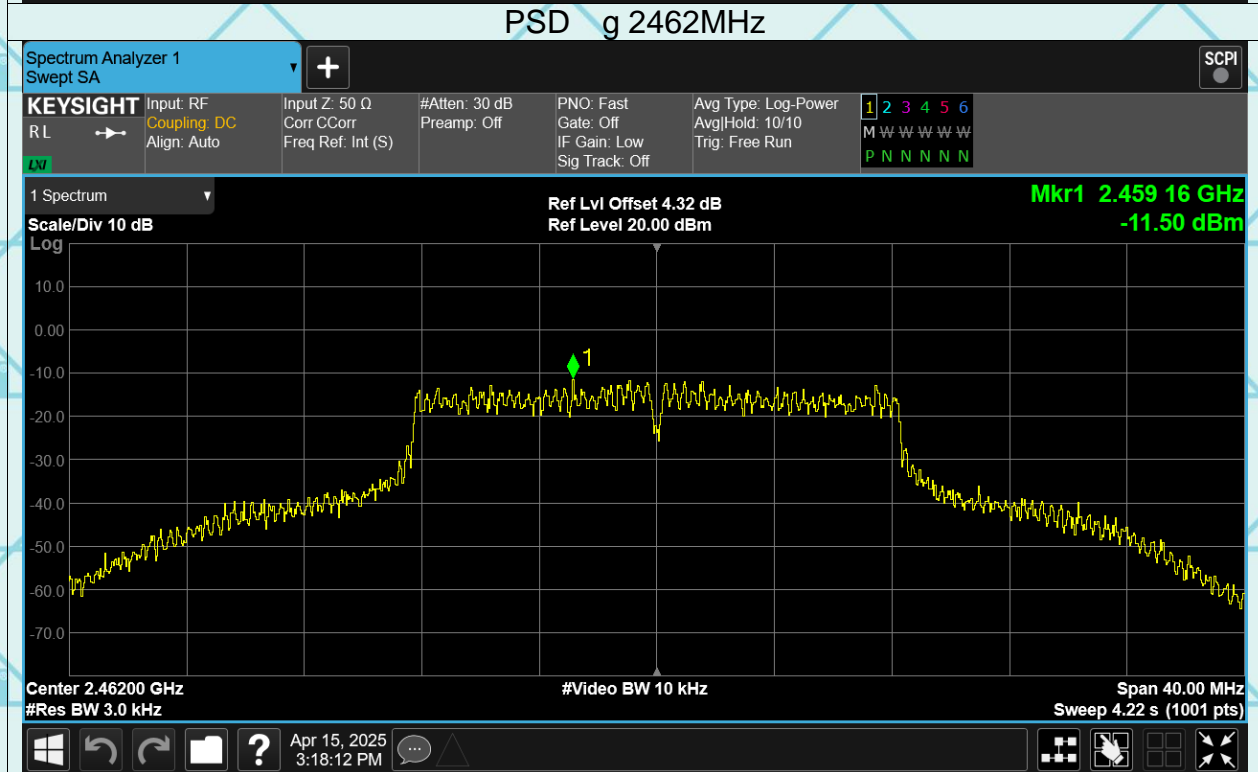 PSD g 2462MHz
Spectrum Analyzer 1
Swept SA
+
SCPI
KEYSIGHT
R L
LXI
Input: RF
Coupling: DC
Align: Auto
Input Z: 50 Ω
Corr CCorr
Freq Ref: Int (S)
#Atten: 30 dB
Preamp: Off
PNO: Fast
Gate: Off
IF Gain: Low
Sig Track: Off
Avg Type: Log-Power
Avg|Hold: 10/10
Trig: Free Run
1 2 3 4 5 6
M W W W W W
P N N N N N
1 Spectrum
Scale/Div 10 dB
Ref Lvl Offset 4.32 dB
Ref Level 20.00 dBm
Mkr1 2.459 16 GHz
-11.50 dBm
Log
10.0
0.00
-10.0
-20.0
-30.0
-40.0
-50.0
-60.0
-70.0
1
Center 2.46200 GHz
#Res BW 3.0 kHz
#Video BW 10 kHz
Span 40.00 MHz
Sweep 4.22 s (1001 pts)
?
Apr 15, 2025
3:18:12 PM